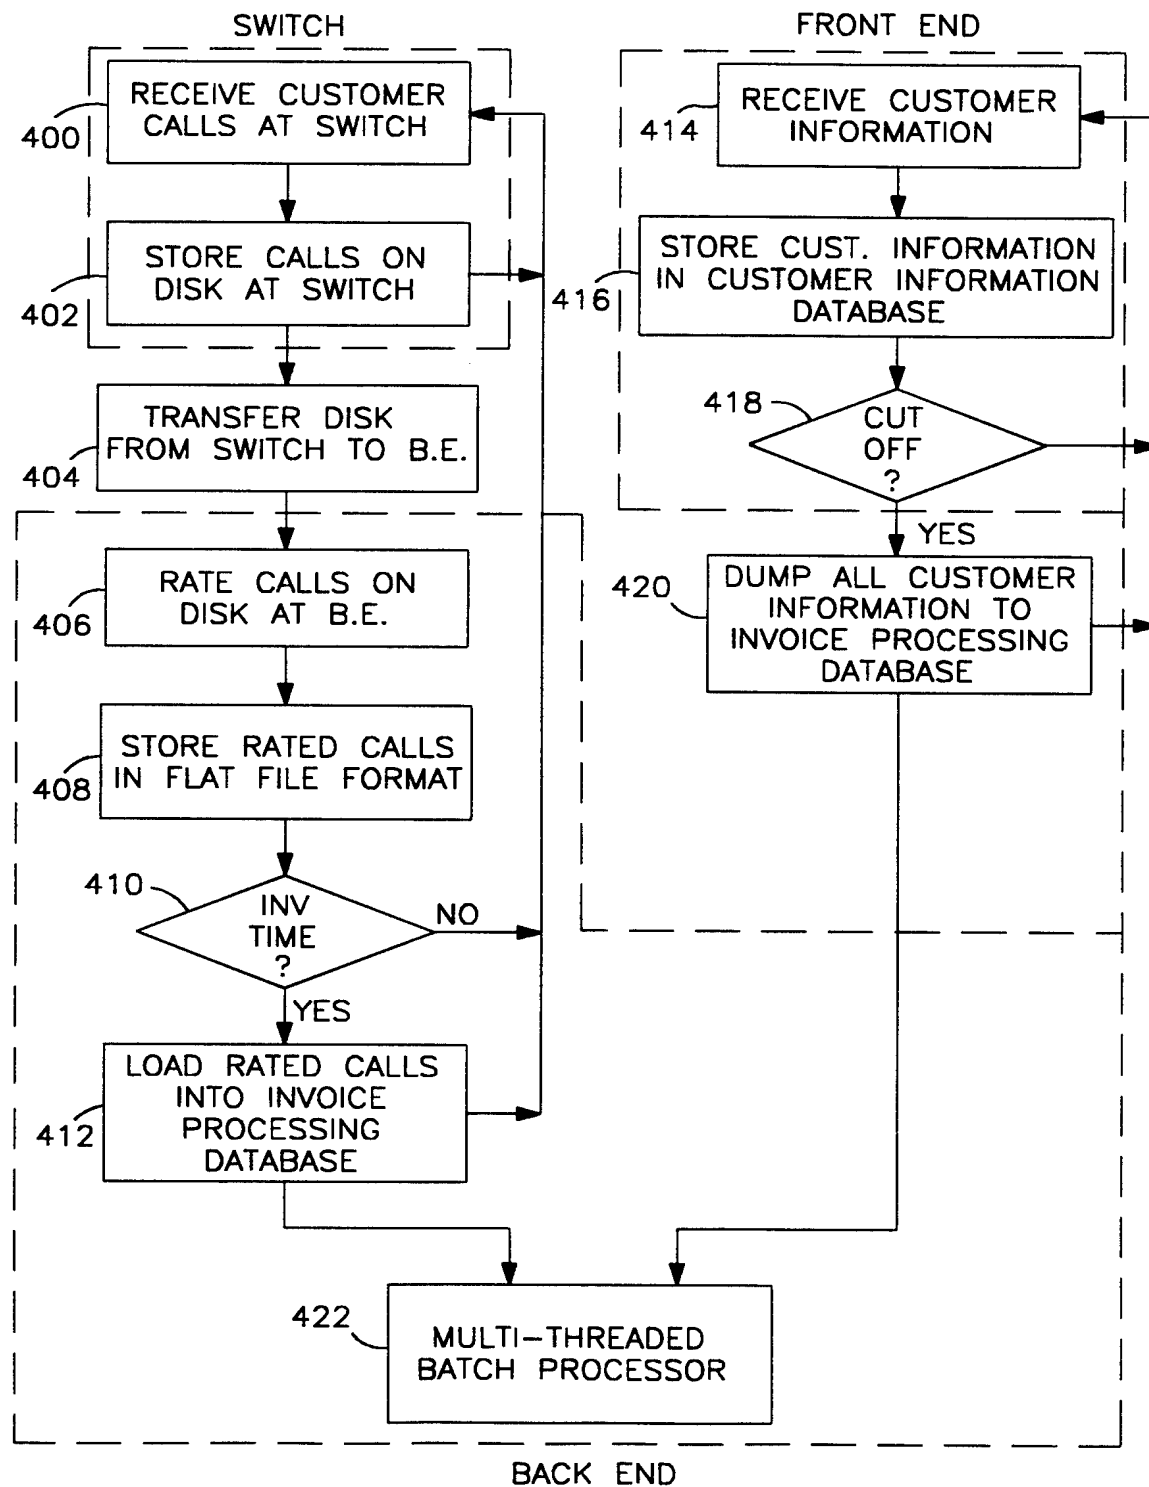 SWITCH
RECEIVE CUSTOMER
CALLS AT SWITCH
400
STORE CALLS ON
DISK AT SWITCH
402
TRANSFER DISK
FROM SWITCH TO B.E.
404
RATE CALLS ON
DISK AT B.E.
406
STORE RATED CALLS
IN FLAT FILE FORMAT
408
410
INV
TIME
?
NO
YES
LOAD RATED CALLS
INTO INVOICE
PROCESSING
DATABASE
412
FRONT END
RECEIVE CUSTOMER
INFORMATION
414
STORE CUST. INFORMATION
IN CUSTOMER INFORMATION
DATABASE
416
418
CUT
OFF
?
YES
DUMP ALL CUSTOMER
INFORMATION TO
INVOICE PROCESSING
DATABASE
420
422
MULTI-THREADED
BATCH PROCESSOR
BACK END